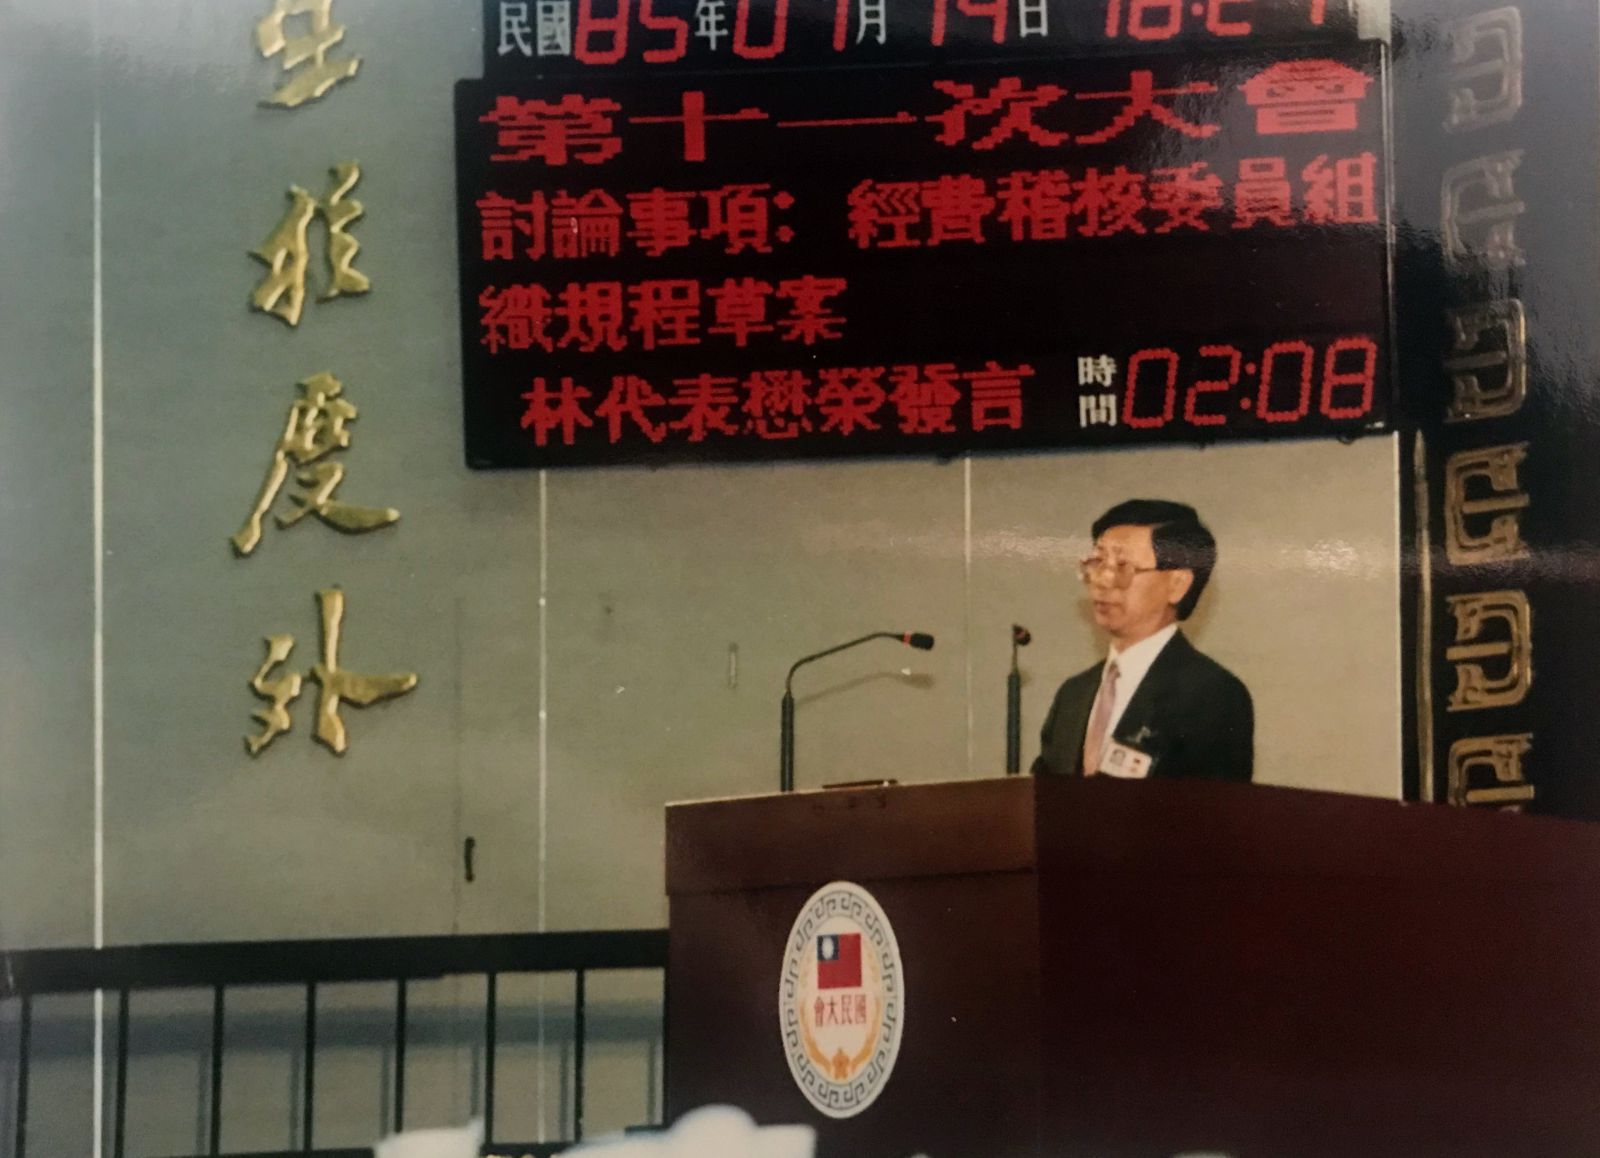 民國85年07月19日
第十一次大會
討論事項：經費稽核委員組
織規程草案
林代表懋榮發言 時間 02:08
生於度外
國民大會